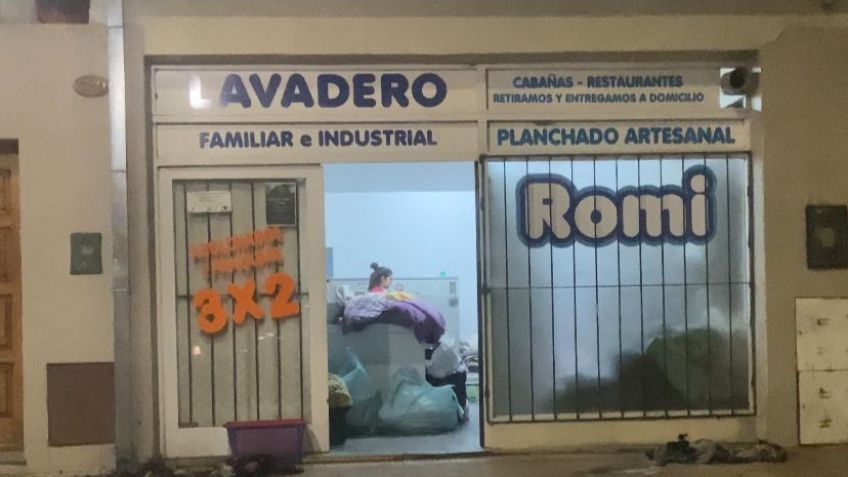 LAVADERO
FAMILIAR e INDUSTRIAL
CABAÑAS - RESTAURANTES
RETIRAMOS Y ENTREGAMOS A DOMICILIO
PLANCHADO ARTESANAL
Romi
3X2